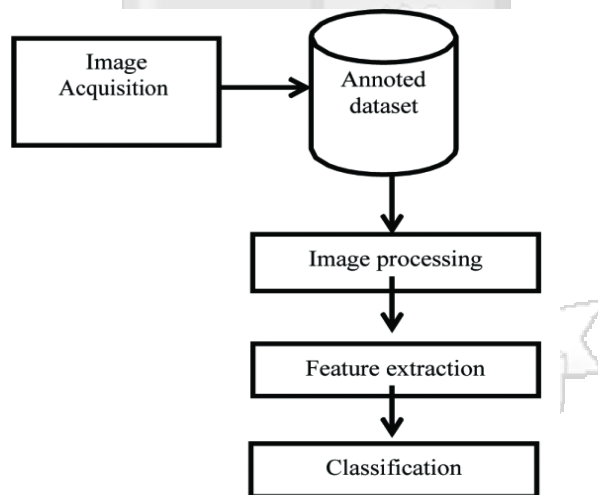 Image
Acquisition
Annoted
dataset
Image processing
Feature extraction
Classification